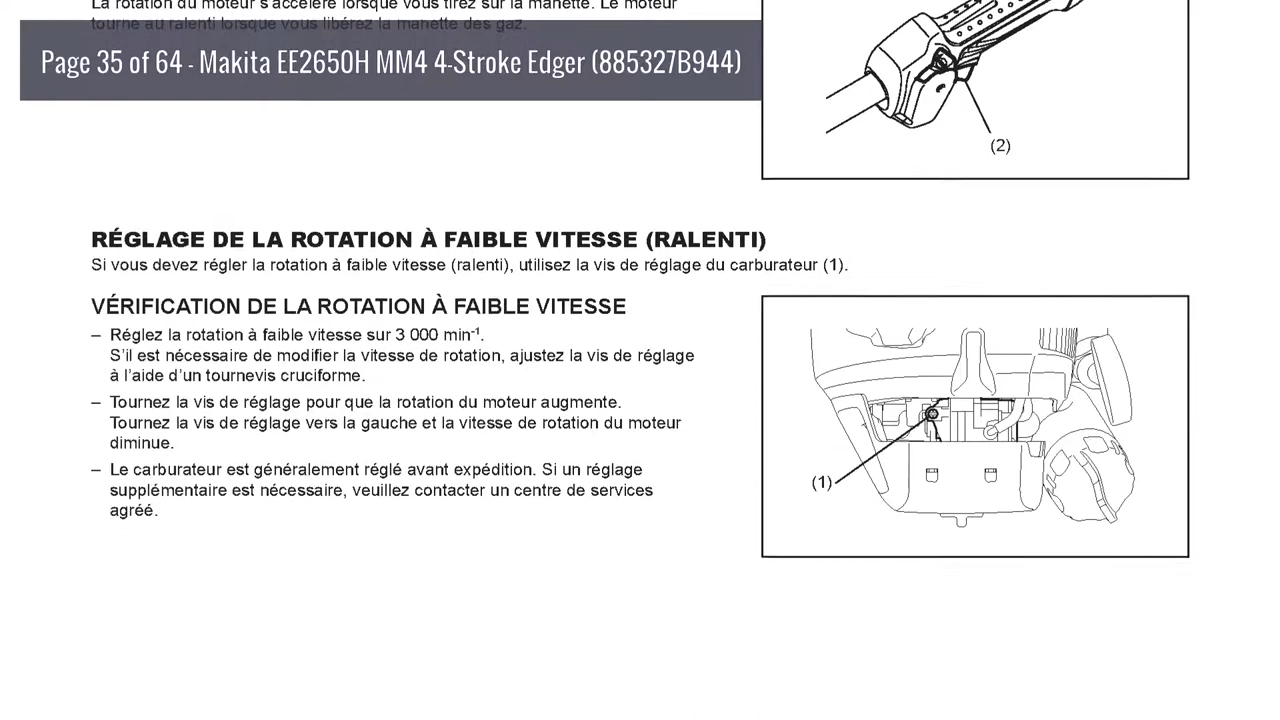 La rotation du moteur s'accélère lorsque vous tirez sur la manette. Le moteur
tourne au ralenti lorsque vous libérez la manette des gaz.
Page 35 of 64 - Makita EE2650H MM4 4-Stroke Edger (885327B944)
(2)
RÉGLAGE DE LA ROTATION À FAIBLE VITESSE (RALENTI)
Si vous devez régler la rotation à faible vitesse (ralenti), utilisez la vis de réglage du carburateur (1).
VÉRIFICATION DE LA ROTATION À FAIBLE VITESSE
– Réglez la rotation à faible vitesse sur 3 000 min⁻¹.
S'il est nécessaire de modifier la vitesse de rotation, ajustez la vis de réglage
à l'aide d'un tournevis cruciforme.
– Tournez la vis de réglage pour que la rotation du moteur augmente.
Tournez la vis de réglage vers la gauche et la vitesse de rotation du moteur
diminue.
– Le carburateur est généralement réglé avant expédition. Si un réglage
supplémentaire est nécessaire, veuillez contacter un centre de services
agréé.
(1)